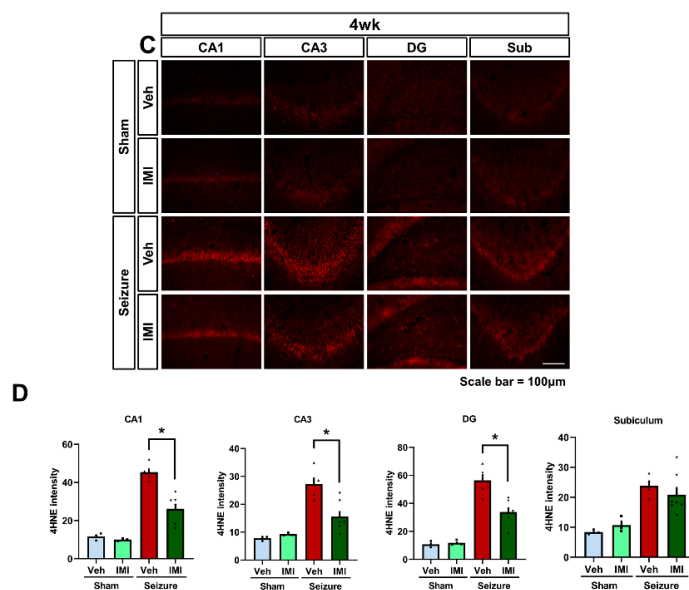 4wk
C
CA1 CA3 DG Sub
Sham
Veh
IMI
Seizure
Veh
IMI
Scale bar = 100µm
D
CA1
4HNE intensity
60
40
20
*
Veh IMI Veh IMI
Sham Seizure
CA3
4HNE intensity
40
30
20
10
0
*
Veh IMI Veh IMI
Sham Seizure
DG
4HNE intensity
80
60
40
20
0
*
Veh IMI Veh IMI
Sham Seizure
Subiculum
4HNE intensity
40
30
20
10
0
Veh IMI Veh IMI
Sham Seizure